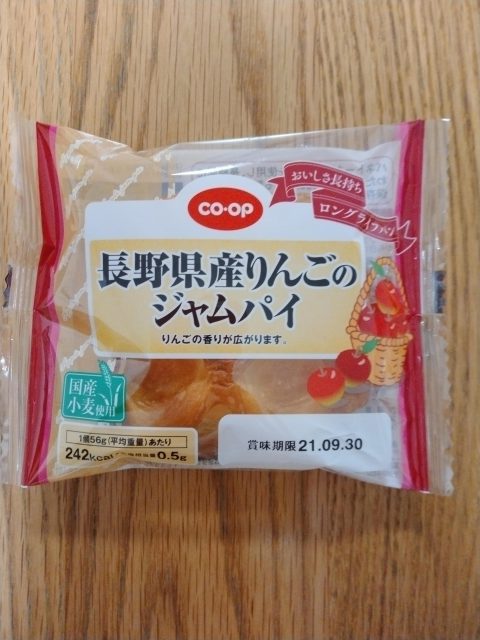 おいしさ長持ち
ロングライフパン
CO·OP
長野県産りんごの
ジャムパイ
りんごの香りが広がります。
国産
小麦使用
1個56g(平均重量)あたり
242kcal 0.5g
賞味期限 21.09.30